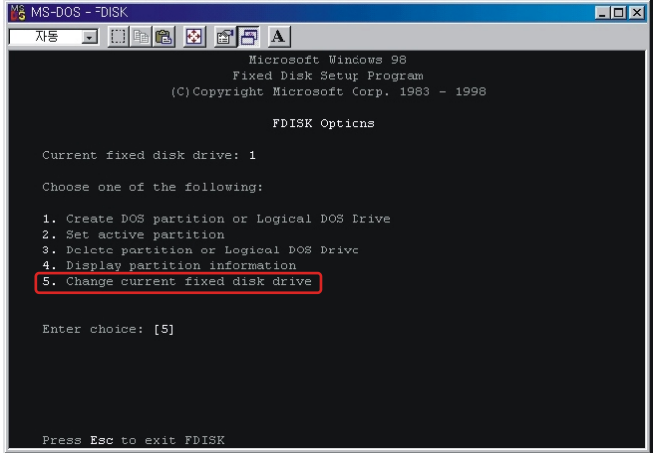 MS-DOS - FDISK
자동
Microsoft Windows 98
Fixed Disk Setup Program
(C)Copyright Microsoft Corp. 1983 - 1998
FDISK Options
Current fixed disk drive: 1
Choose one of the following:
1. Create DOS partition or Logical DOS Drive
2. Set active partition
3. Delete partition or Logical DOS Drive
4. Display partition information
5. Change current fixed disk drive
Enter choice: [5]
Press Esc to exit FDISK